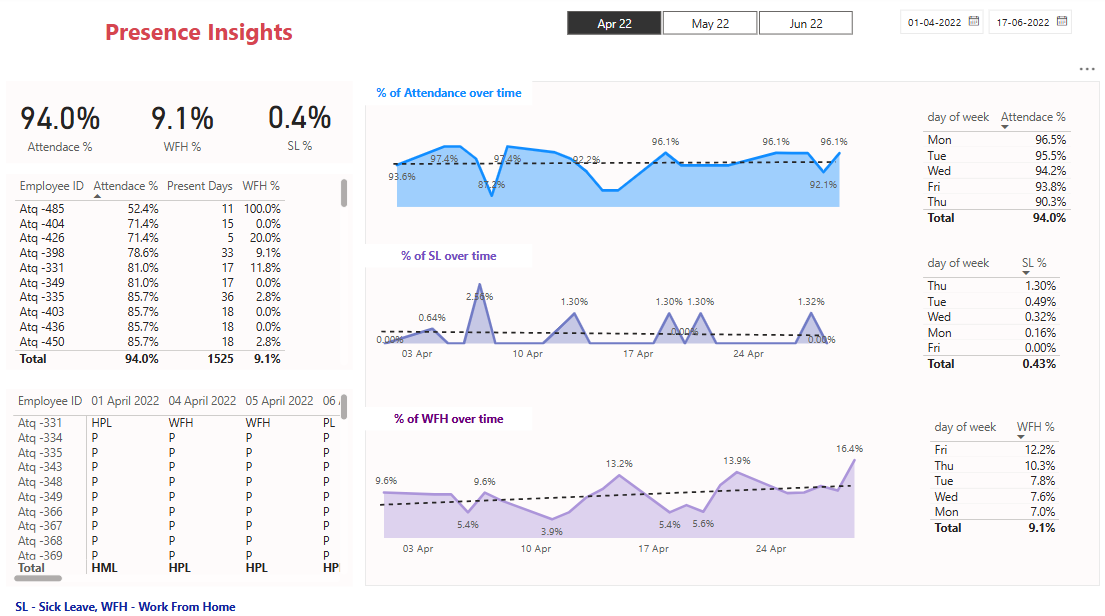 Presence Insights
Apr 22
May 22
Jun 22
01-04-2022
17-06-2022
94.0%
Attendace %
9.1%
WFH %
0.4%
SL %
Employee ID Attendace % Present Days WFH %
Atq -485 52.4% 11 100.0%
Atq -404 71.4% 15 0.0%
Atq -426 71.4% 5 20.0%
Atq -398 78.6% 33 9.1%
Atq -331 81.0% 17 11.8%
Atq -349 81.0% 17 0.0%
Atq -335 85.7% 36 2.8%
Atq -403 85.7% 18 0.0%
Atq -436 85.7% 18 0.0%
Atq -450 85.7% 18 2.8%
Total 94.0% 1525 9.1%
Employee ID 01 April 2022 04 April 2022 05 April 2022 06
Atq -331 HPL WFH WFH PL
Atq -334 P P P P
Atq -335 P P P P
Atq -343 P P P P
Atq -348 P P P P
Atq -349 P P P P
Atq -366 P P P P
Atq -367 P P P P
Atq -368 P P P P
Atq -369 P P P P
Total HML HPL HPL HP
% of Attendance over time
93.6%
97.4%
87.2%
97.4%
92.2%
96.1%
96.1%
92.1%
96.1%
day of week Attendace %
Mon 96.5%
Tue 95.5%
Wed 94.2%
Fri 93.8%
Thu 90.3%
Total 94.0%
% of SL over time
0.00%
0.64%
2.56%
1.30%
1.30%
0.00%
1.30%
1.32%
0.00%
03 Apr
10 Apr
17 Apr
24 Apr
day of week SL %
Thu 1.30%
Tue 0.49%
Wed 0.32%
Mon 0.16%
Fri 0.00%
Total 0.43%
% of WFH over time
9.6%
5.4%
9.6%
3.9%
13.2%
5.4%
5.6%
13.9%
16.4%
03 Apr
10 Apr
17 Apr
24 Apr
day of week WFH %
Fri 12.2%
Thu 10.3%
Tue 7.8%
Wed 7.6%
Mon 7.0%
Total 9.1%
SL - Sick Leave, WFH - Work From Home